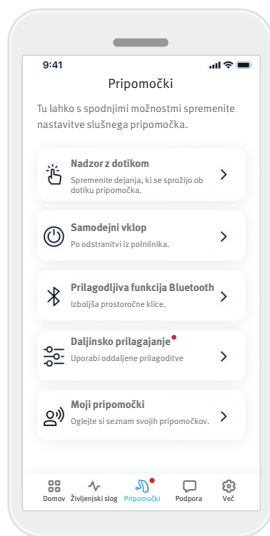 9:41
Pripomočki
Tu lahko s spodnjimi možnostmi spremenite
nastavitve slušnega pripomočka.
Nadzor z dotikom
Spremenite dejanja, ki se sprožijo ob
dotiku pripomočka.
Samodejni vklop
Po odstranitvi iz polnilnika.
Prilagodljiva funkcija Bluetooth
Izboljša prostoročne klice.
Daljinsko prilagajanje
Uporabi oddaljene prilagoditve
Moji pripomočki
Oglejte si seznam svojih pripomočkov.
Domov Življenjski slog Pripomočki Podpora Več